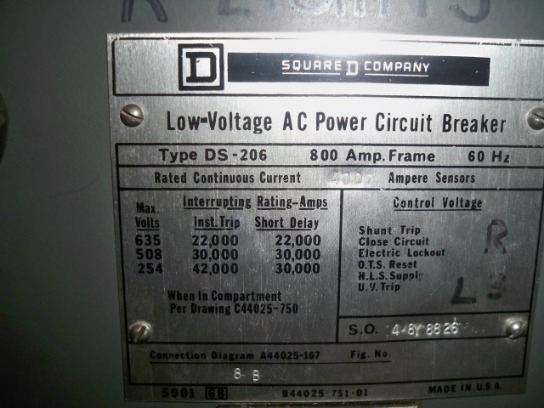 D SQUARE D COMPANY
Low-Voltage AC Power Circuit Breaker
Type DS-206 800 Amp. Frame 60 Hz
Rated Continuous Current Ampere Sensors
Max. Interrupting Rating-Amps
Volts Inst. Trip Short Delay
635 22,000 22,000
508 30,000 30,000
254 42,000 30,000
When In Compartment
Per Drawing C44025-750
Control Voltage
Shunt Trip
Close Circuit
Electric Lockout
O.T.S. Reset
H.L.S. Supply
U.V. Trip
R
LS
S.O. 4-8Y8826
Connection Diagram A44025-167 Fig. No.
8 B
5901 GB B44025-751-01 MADE IN U.S.A.